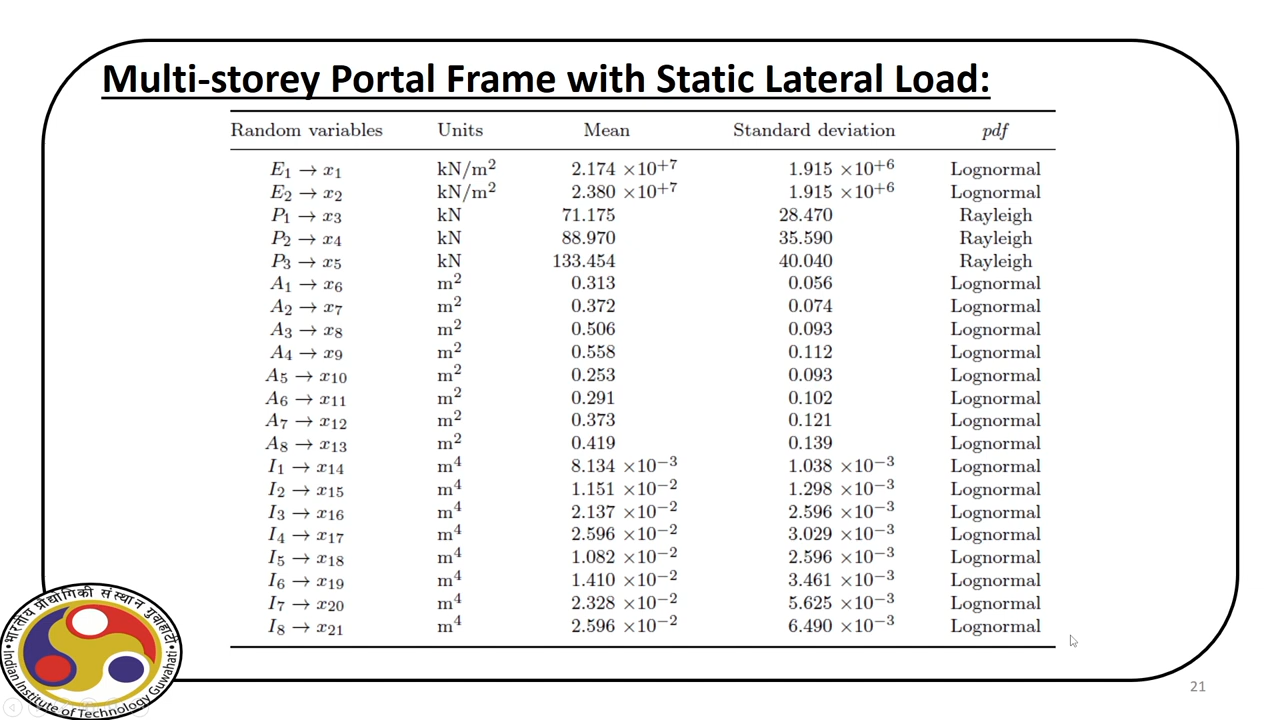 Multi-storey Portal Frame with Static Lateral Load:
Random variables Units Mean Standard deviation pdf
E₁ → x₁ kN/m² 2.174 ×10⁺⁷ 1.915 ×10⁺⁶ Lognormal
E₂ → x₂ kN/m² 2.380 ×10⁺⁷ 1.915 ×10⁺⁶ Lognormal
P₁ → x₃ kN 71.175 28.470 Rayleigh
P₂ → x₄ kN 88.970 35.590 Rayleigh
P₃ → x₅ kN 133.454 40.040 Rayleigh
A₁ → x₆ m² 0.313 0.056 Lognormal
A₂ → x₇ m² 0.372 0.074 Lognormal
A₃ → x₈ m² 0.506 0.093 Lognormal
A₄ → x₉ m² 0.558 0.112 Lognormal
A₅ → x₁₀ m² 0.253 0.093 Lognormal
A₆ → x₁₁ m² 0.291 0.102 Lognormal
A₇ → x₁₂ m² 0.373 0.121 Lognormal
A₈ → x₁₃ m² 0.419 0.139 Lognormal
I₁ → x₁₄ m⁴ 8.134 ×10⁻³ 1.038 ×10⁻³ Lognormal
I₂ → x₁₅ m⁴ 1.151 ×10⁻² 1.298 ×10⁻³ Lognormal
I₃ → x₁₆ m⁴ 2.137 ×10⁻² 2.596 ×10⁻³ Lognormal
I₄ → x₁₇ m⁴ 2.596 ×10⁻² 3.029 ×10⁻³ Lognormal
I₅ → x₁₈ m⁴ 1.082 ×10⁻² 2.596 ×10⁻³ Lognormal
I₆ → x₁₉ m⁴ 1.410 ×10⁻² 3.461 ×10⁻³ Lognormal
I₇ → x₂₀ m⁴ 2.328 ×10⁻² 5.625 ×10⁻³ Lognormal
I₈ → x₂₁ m⁴ 2.596 ×10⁻² 6.490 ×10⁻³ Lognormal
भारतीय प्रौद्योगिकी संस्थान गुवाहाटी
Indian Institute of Technology Guwahati
21